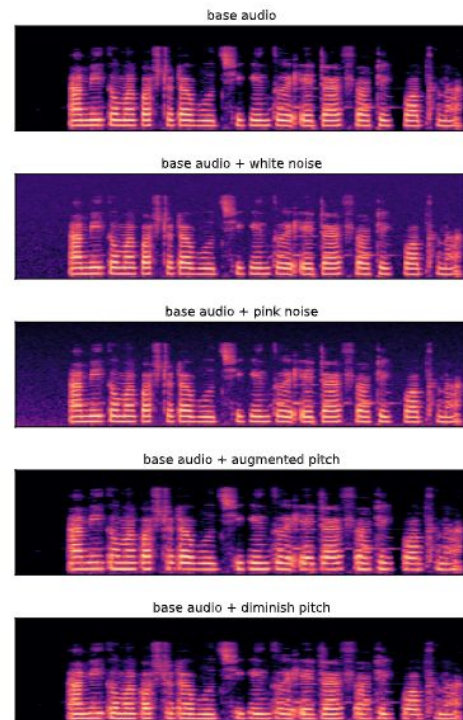 base audio
base audio + white noise
base audio + pink noise
base audio + augmented pitch
base audio + diminish pitch